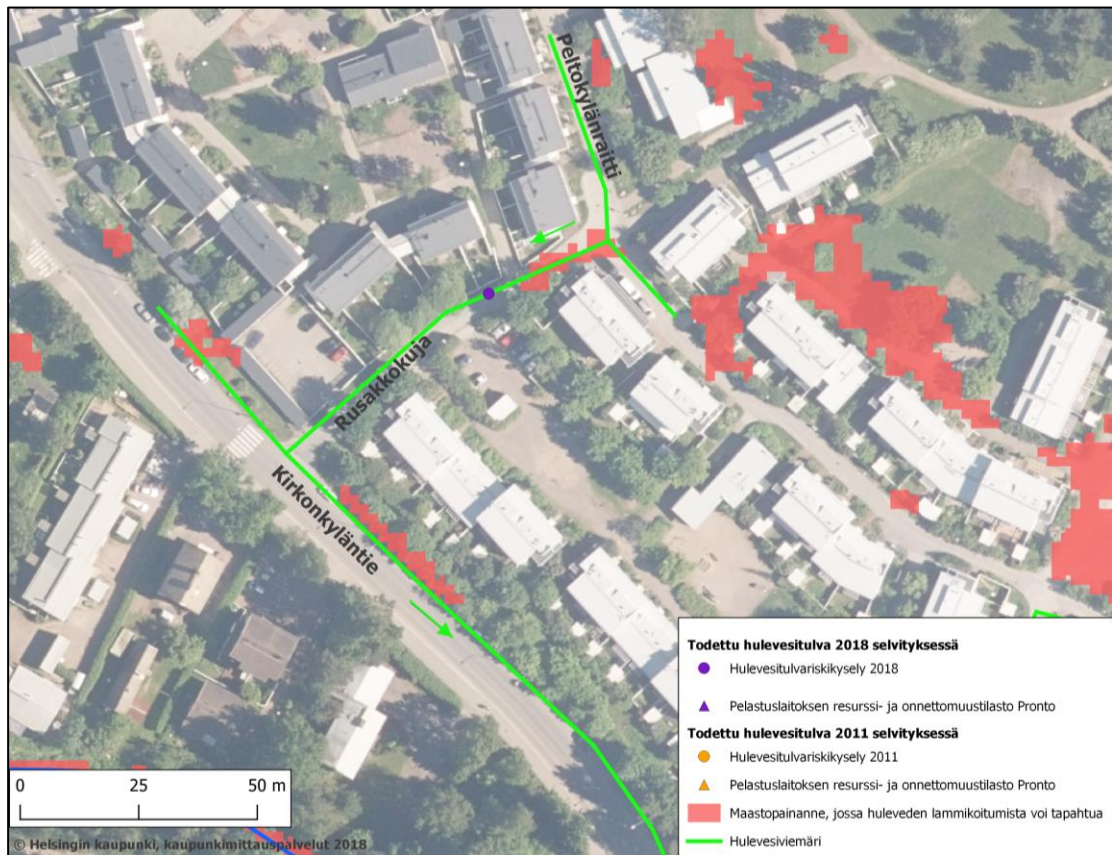 Peltokylänraitti
Rusakkokuja
Kirkonkyläntie
Todettu hulevesitulva 2018 selvityksessä
Hulevesitulvariskikysely 2018
Pelastuslaitoksen resurssi- ja onnettomuustilasto Pronto
Todettu hulevesitulva 2011 selvityksessä
Hulevesitulvariskikysely 2011
Pelastuslaitoksen resurssi- ja onnettomuustilasto Pronto
Maastopainanne, jossa huleveden lammikoitumista voi tapahtua
Hulevesiviemäri
0 25 50 m
© Helsingin kaupunki, kaupunkimittauspalvelut 2018